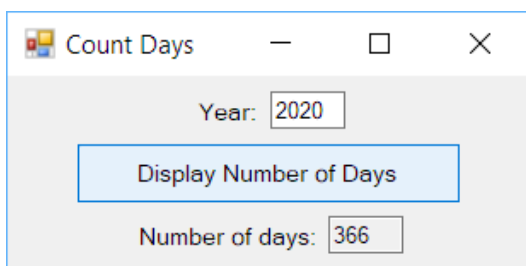 Count Days
Year: 2020
Display Number of Days
Number of days: 366